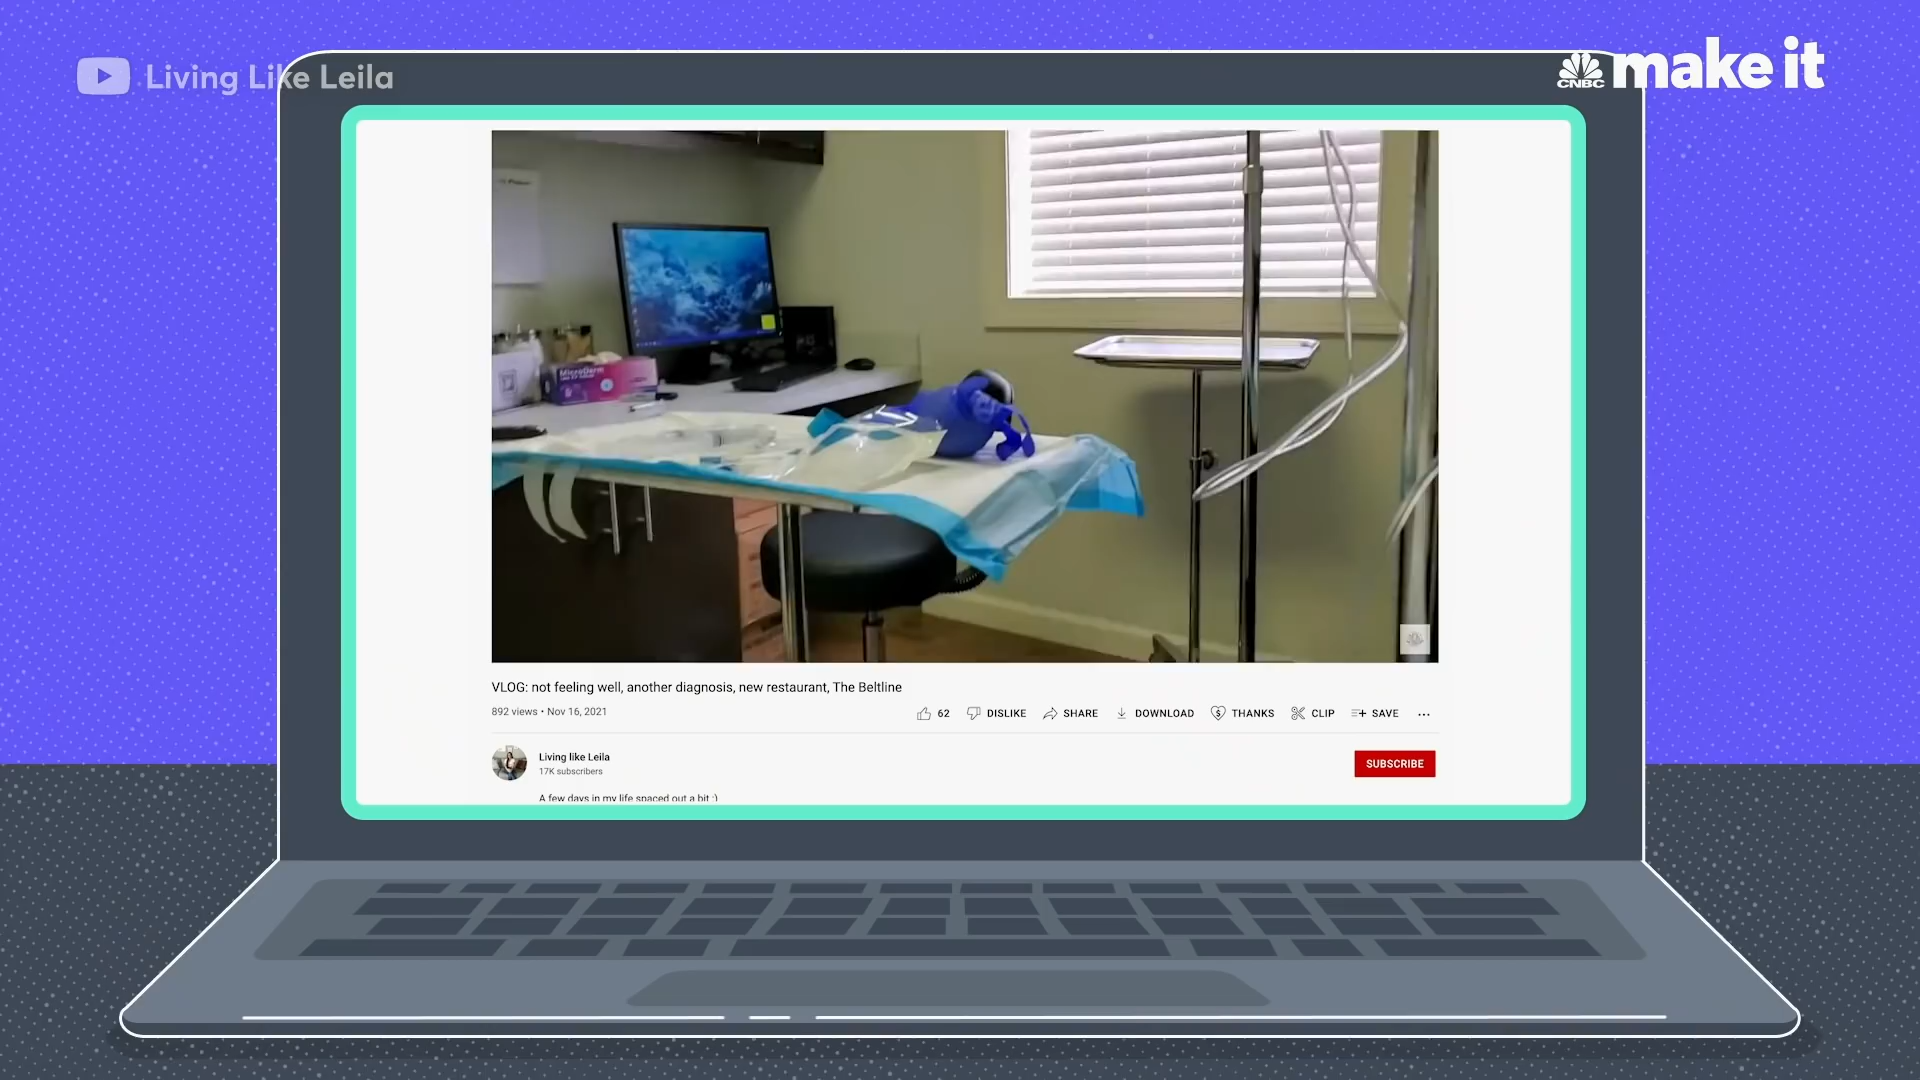 Living Like Leila
CNBC make it
MicroDerm
VLOG: not feeling well, another diagnosis, new restaurant, The Beltline
892 views • Nov 16, 2021
62 DISLIKE SHARE DOWNLOAD THANKS CLIP SAVE ...
Living like Leila
17K subscribers
SUBSCRIBE
A few days in my life spaced out a bit :)